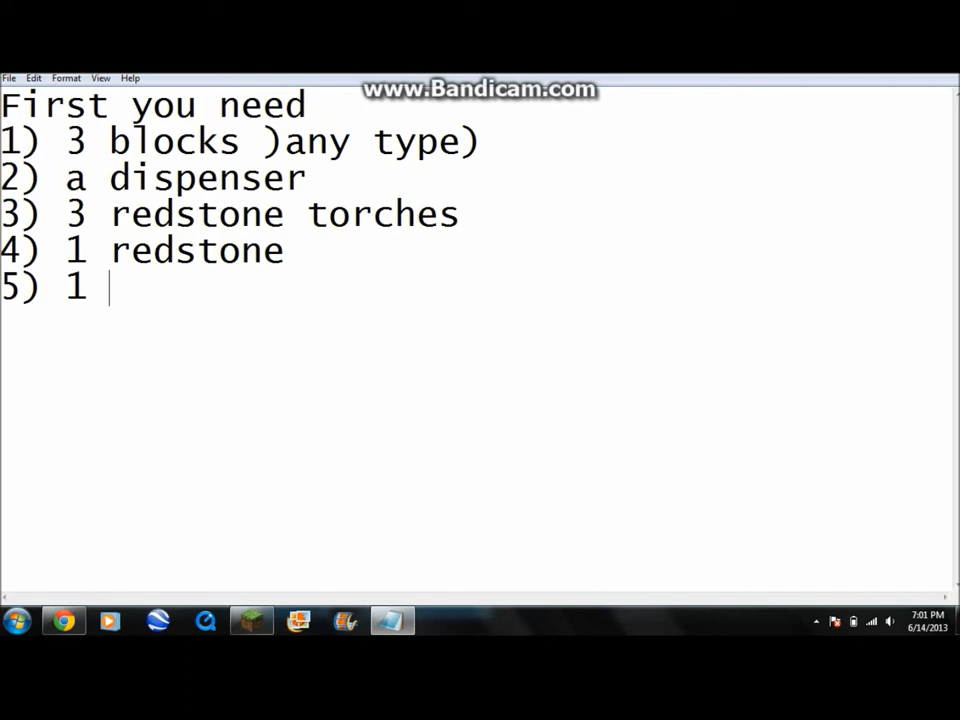 www.Bandicam.com
File Edit Format View Help
First you need
1) 3 blocks )any type)
2) a dispenser
3) 3 redstone torches
4) 1 redstone
5) 1
7:01 PM
6/14/2013